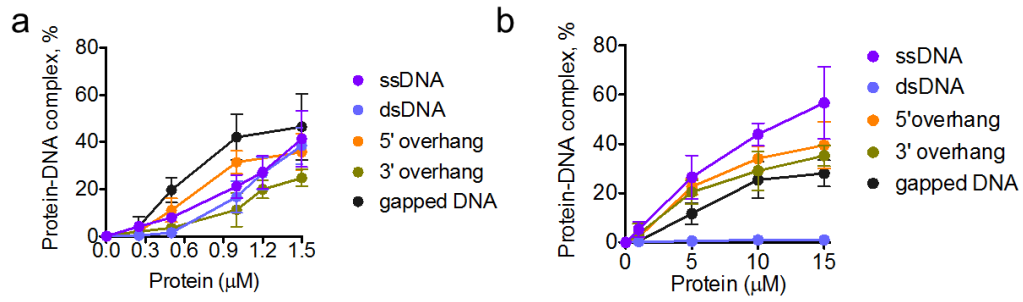 a
Protein-DNA complex, %
80
60
40
20
0
0.0 0.3 0.6 0.9 1.2 1.5
Protein (μM)
ssDNA
dsDNA
5' overhang
3' overhang
gapped DNA
b
Protein-DNA complex, %
80
60
40
20
0
0 5 10 15
Protein (μM)
ssDNA
dsDNA
5'overhang
3' overhang
gapped DNA